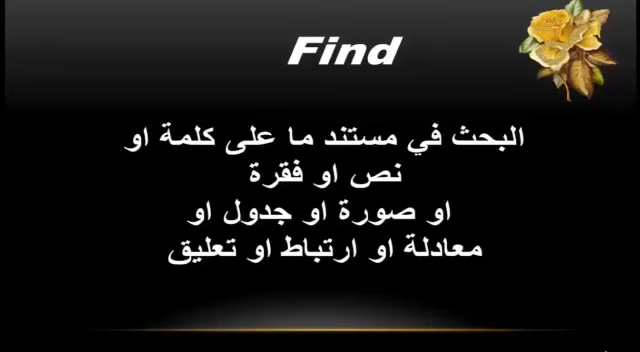 Find
البحث في مستند ما على كلمة او
نص او فقرة
او صورة او جدول او
معادلة او ارتباط او تعليق